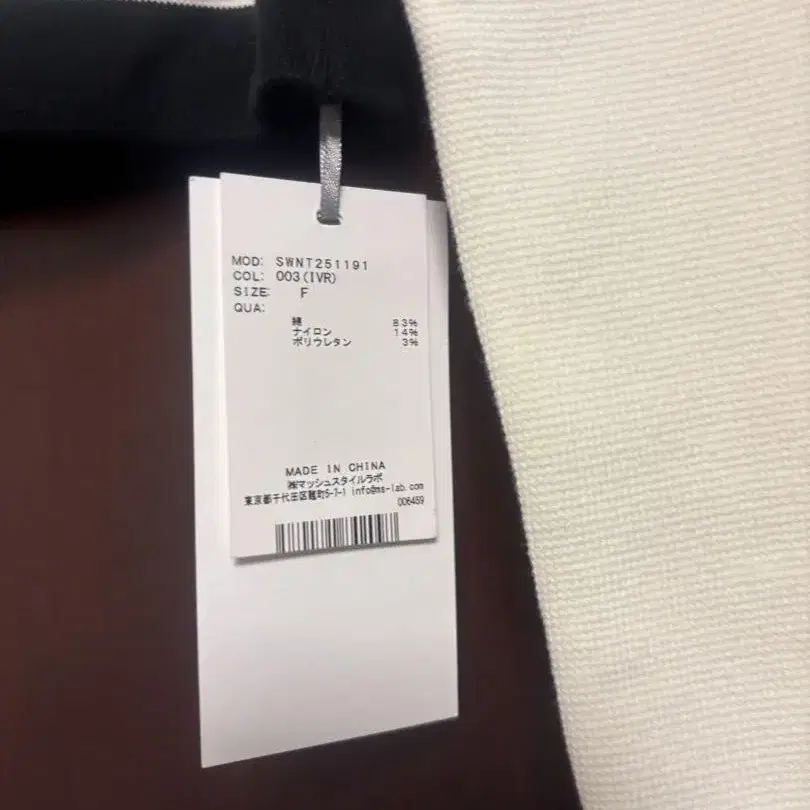 MOD: SWNT251191
COL: 003(IVR)
SIZE: F
QUA:
綿 83%
ナイロン 14%
ポリウレタン 3%
MADE IN CHINA
㈱マッシュスタイルラボ
東京都千代田区麹町5-7-1 info@ms-lab.com
006459